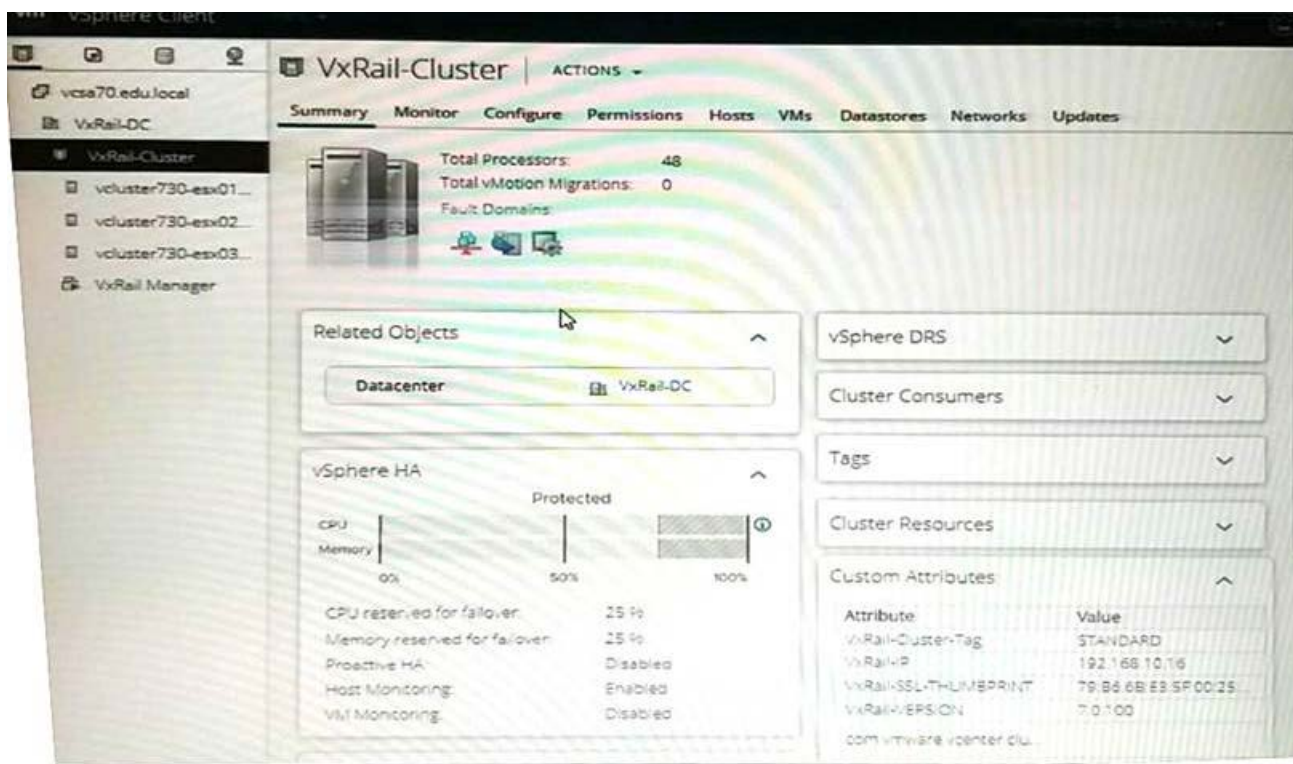 vSphere Client
vcsa70.edu.local
VxRail-DC
VxRail-Cluster
vcluster730-esx01...
vcluster730-esx02...
vcluster730-esx03...
VxRail Manager
VxRail-Cluster
ACTIONS
Summary Monitor Configure Permissions Hosts VMs Datastores Networks Updates
Total Processors: 48
Total vMotion Migrations: 0
Fault Domains:
Related Objects
Datacenter VxRail-DC
vSphere HA
Protected
CPU
Memory
0% 50% 100%
CPU reserved for failover: 25 %
Memory reserved for failover: 25 %
Proactive HA: Disabled
Host Monitoring: Enabled
VM Monitoring: Disabled
vSphere DRS
Cluster Consumers
Tags
Cluster Resources
Custom Attributes
Attribute Value
VxRail-Cluster-Tag STANDARD
VxRail-IP 192.168.10.16
VxRail-SSL-THUMBPRINT 79:B6:6B:E3:5F:00:25...
VxRail-VERSION 7.0.100
com.vmware.vcenter.clu...